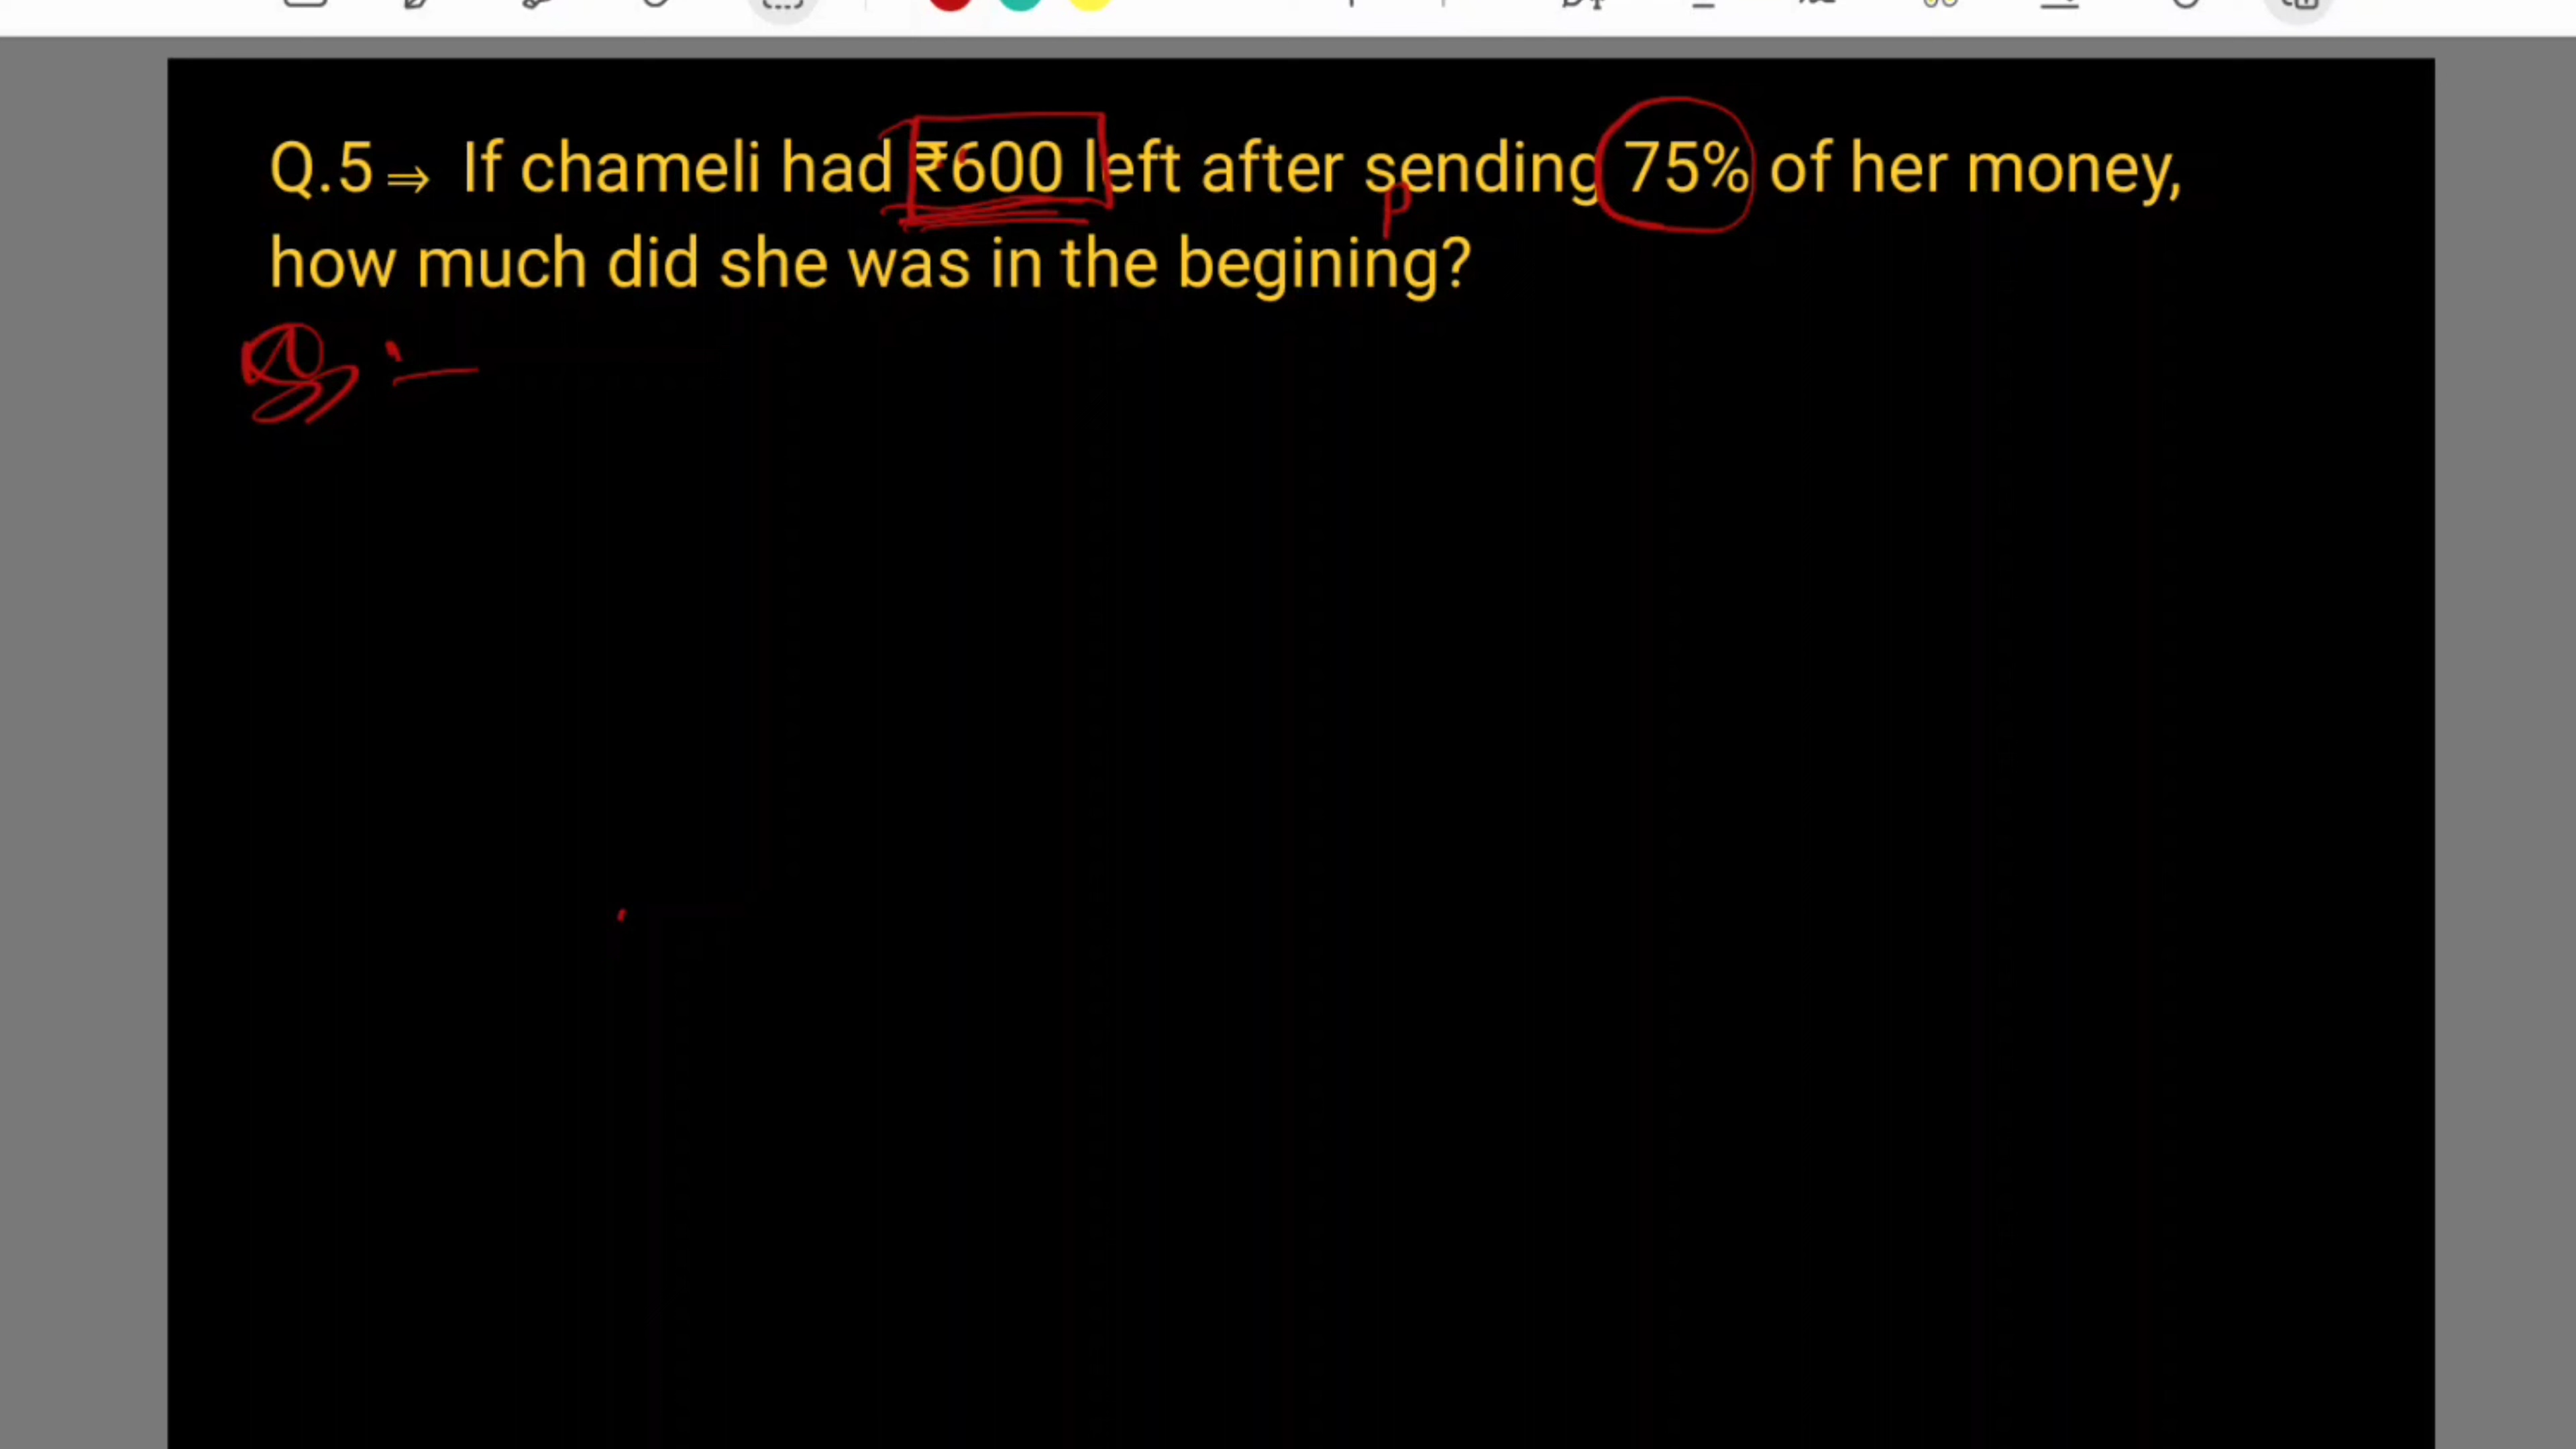 Q.5⇒ If chameli had ₹600 left after sending 75% of her money,
p
how much did she was in the begining?